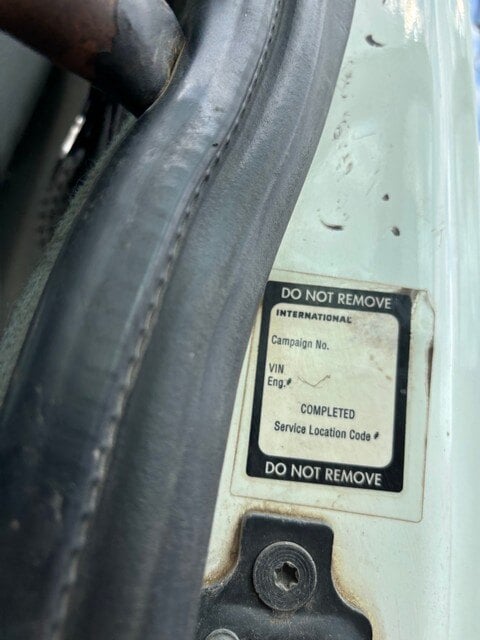 DO NOT REMOVE
INTERNATIONAL
Campaign No.
VIN
Eng.#
COMPLETED
Service Location Code #
DO NOT REMOVE